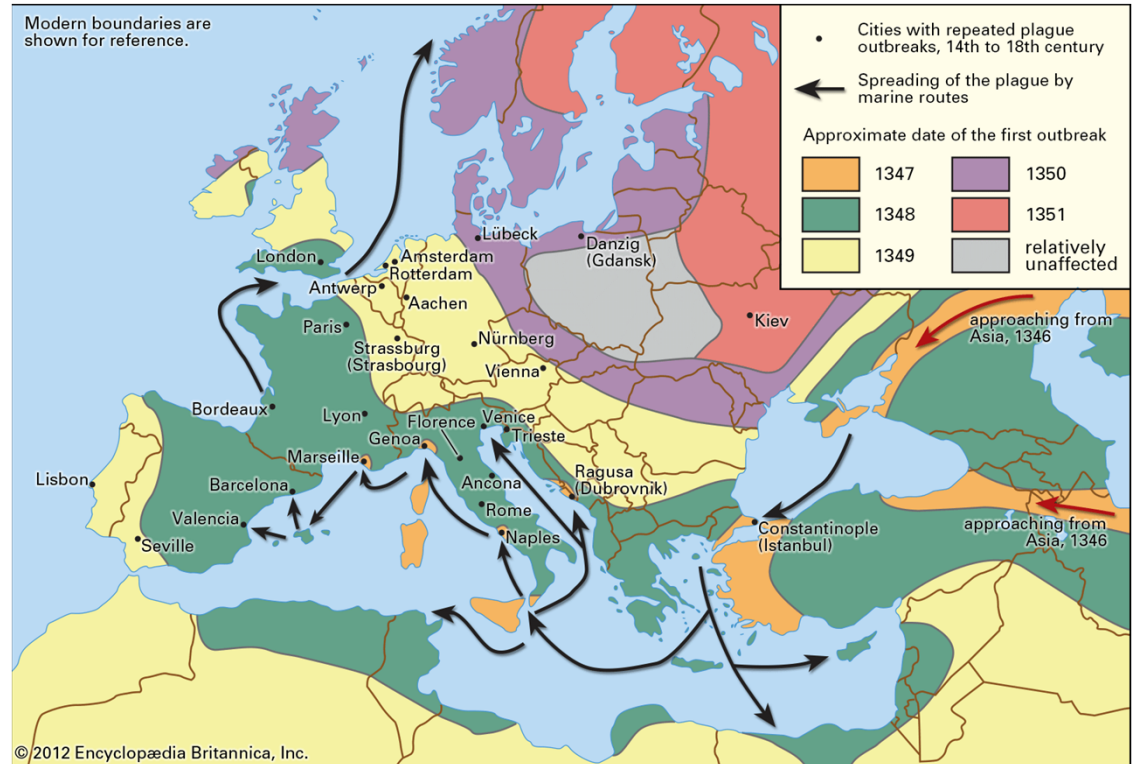 Modern boundaries are
shown for reference.
Cities with repeated plague
outbreaks, 14th to 18th century
Spreading of the plague by
marine routes
Approximate date of the first outbreak
1347
1350
1348
1351
1349
relatively
unaffected
Lübeck
Danzig
(Gdansk)
London
Amsterdam
Rotterdam
Antwerp
Aachen
Kiev
approaching from
Asia, 1346
Paris
Strassburg
(Strasbourg)
Nürnberg
Vienna
Bordeaux
Lyon
Florence
Venice
Trieste
Genoa
Marseille
Lisbon
Barcelona
Ancona
Ragusa
(Dubrovnik)
Valencia
Rome
Seville
Naples
Constantinople
(Istanbul)
approaching from
Asia, 1346
© 2012 Encyclopædia Britannica, Inc.